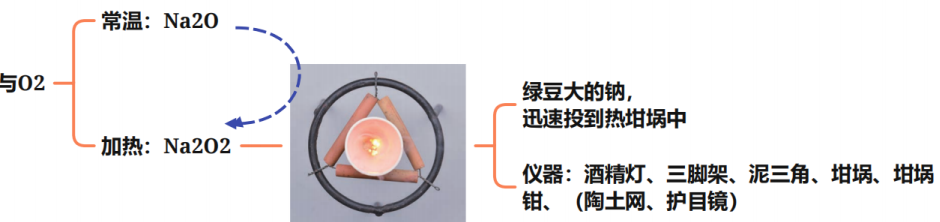 常温：Na2O
与O2
加热：Na2O2
绿豆大的钠，
迅速投到热坩埚中
仪器：酒精灯、三脚架、泥三角、坩埚、坩埚
钳、（陶土网、护目镜）